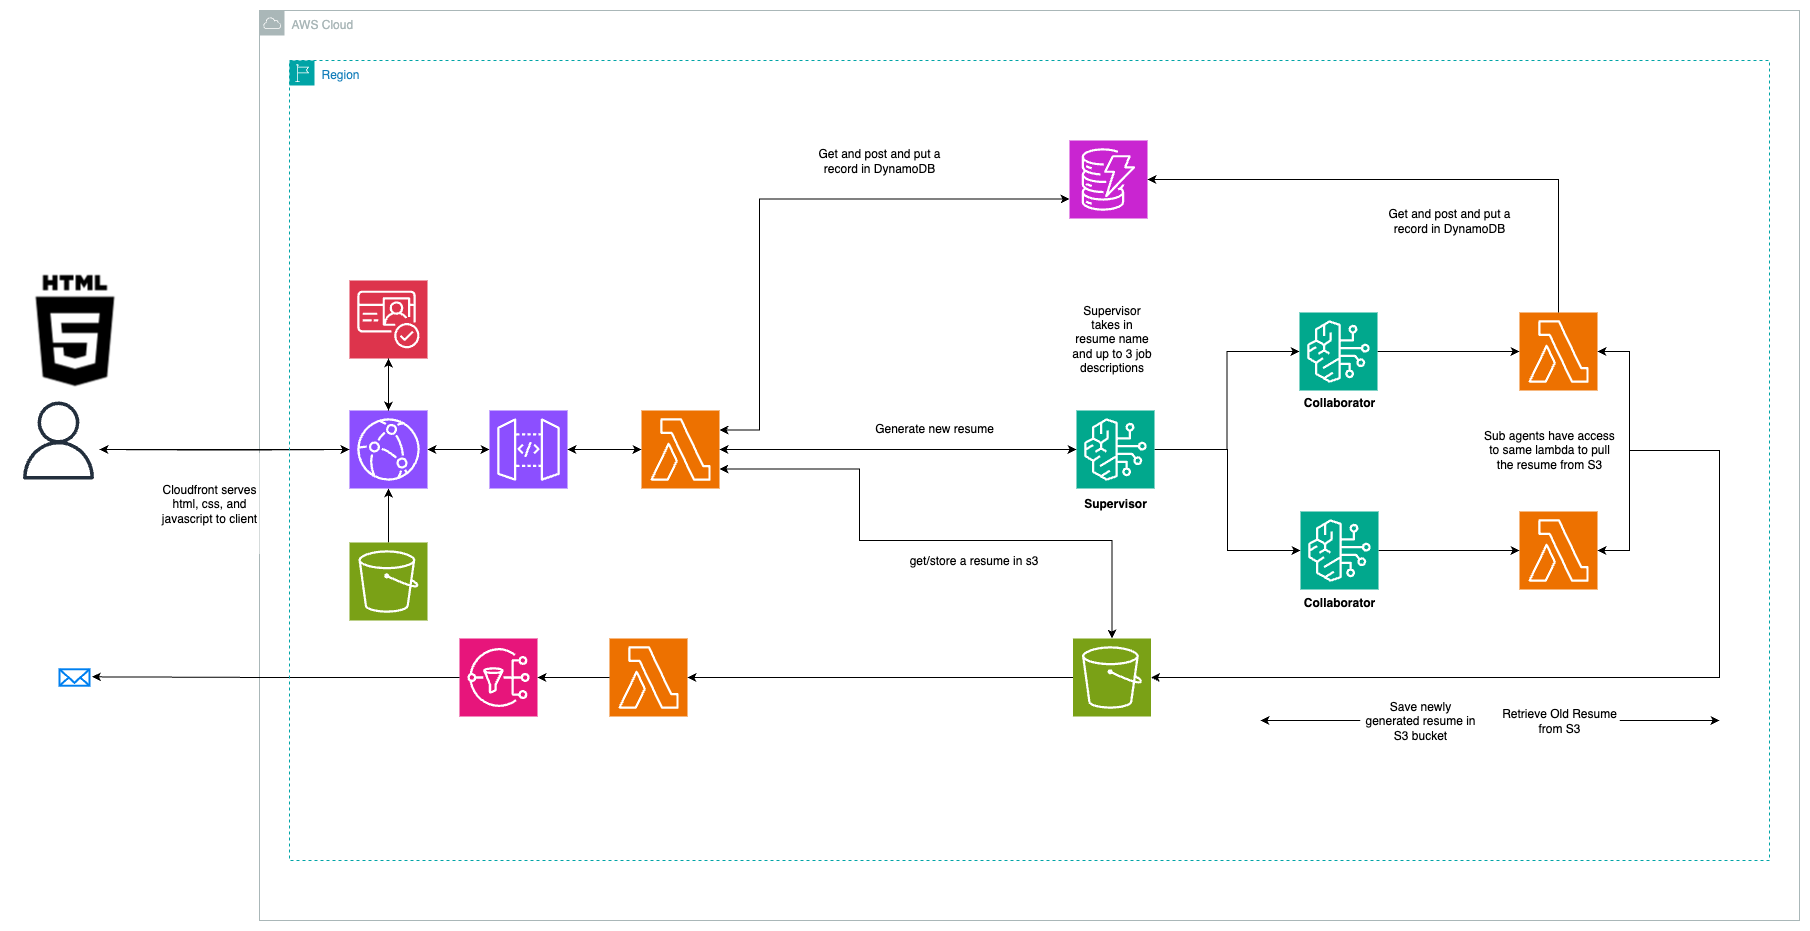 AWS Cloud
Region
Get and post and put a
record in DynamoDB
Get and post and put a
record in DynamoDB
HTML
5
Supervisor
takes in
resume name
and up to 3 job
descriptions
Collaborator
Generate new resume
Sub agents have access
to same lambda to pull
the resume from S3
</>
Cloudfront serves
html, css, and
javascript to client
Supervisor
get/store a resume in s3
Collaborator
Save newly
generated resume in
S3 bucket
Retrieve Old Resume
from S3